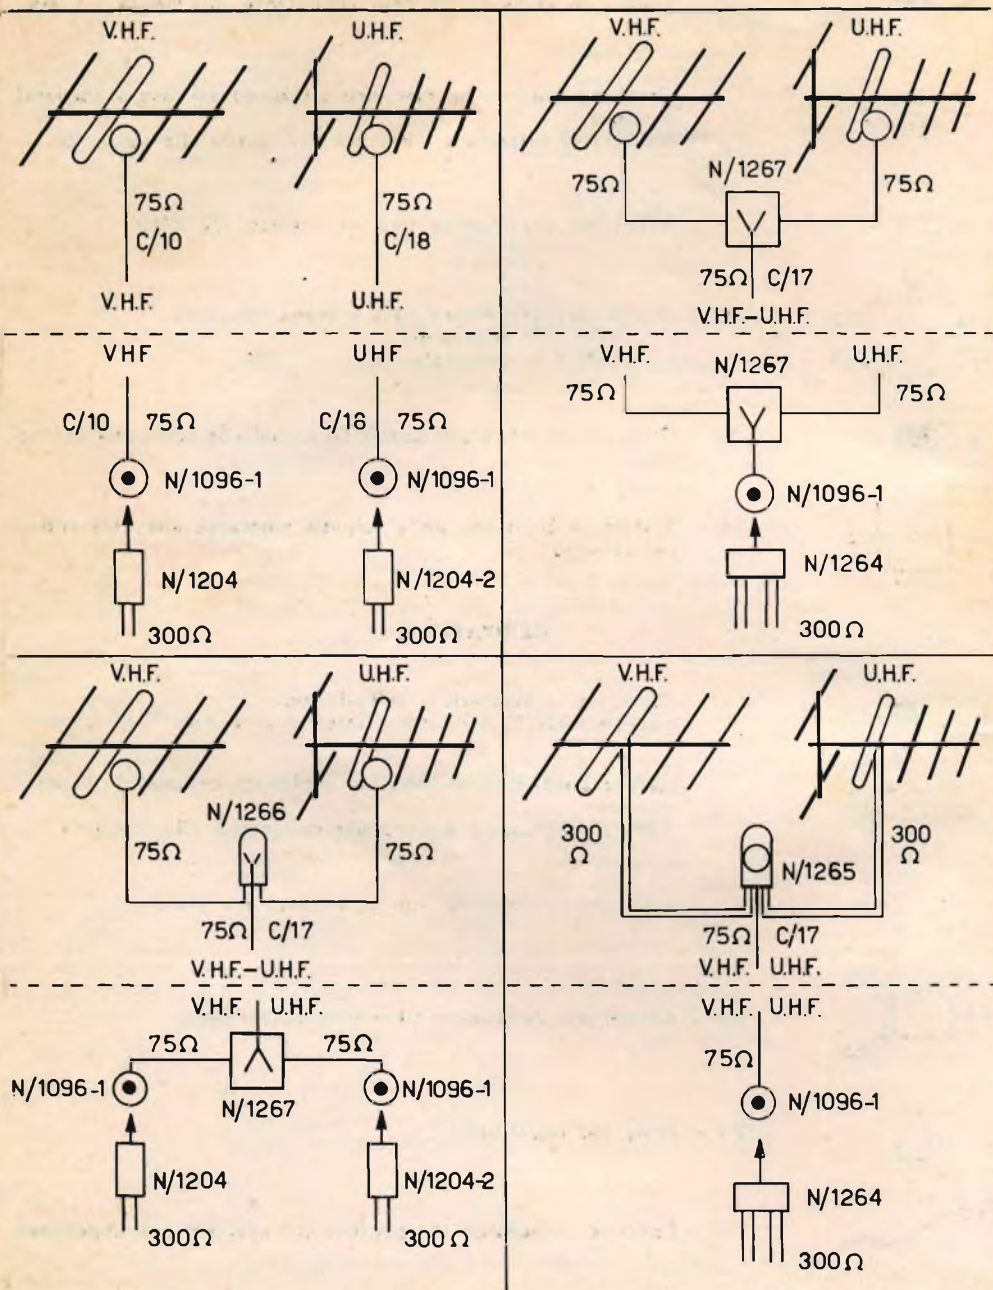 V.H.F.
U.H.F.
75Ω
C/10
75Ω
C/18
V.H.F.
U.H.F.
V.H.F.
U.H.F.
N/1267
75Ω
75Ω
75Ω C/17
V.H.F.-U.H.F.
VHF
UHF
C/10 75Ω
C/18 75Ω
N/1096-1
N/1096-1
N/1204
N/1204-2
300Ω
300Ω
V.H.F.
N/1267
U.H.F.
75Ω
75Ω
N/1096-1
N/1264
300Ω
V.H.F.
U.H.F.
N/1266
75Ω
75Ω
75Ω C/17
V.H.F.-U.H.F.
V.H.F. U.H.F.
75Ω
75Ω
N/1096-1
N/1096-1
N/1267
N/1204
N/1204-2
300Ω
300Ω
V.H.F.
U.H.F.
300
Ω
300
Ω
N/1265
75Ω C/17
V.H.F. U.H.F.
V.H.F. U.H.F.
75Ω
N/1096-1
N/1264
300Ω